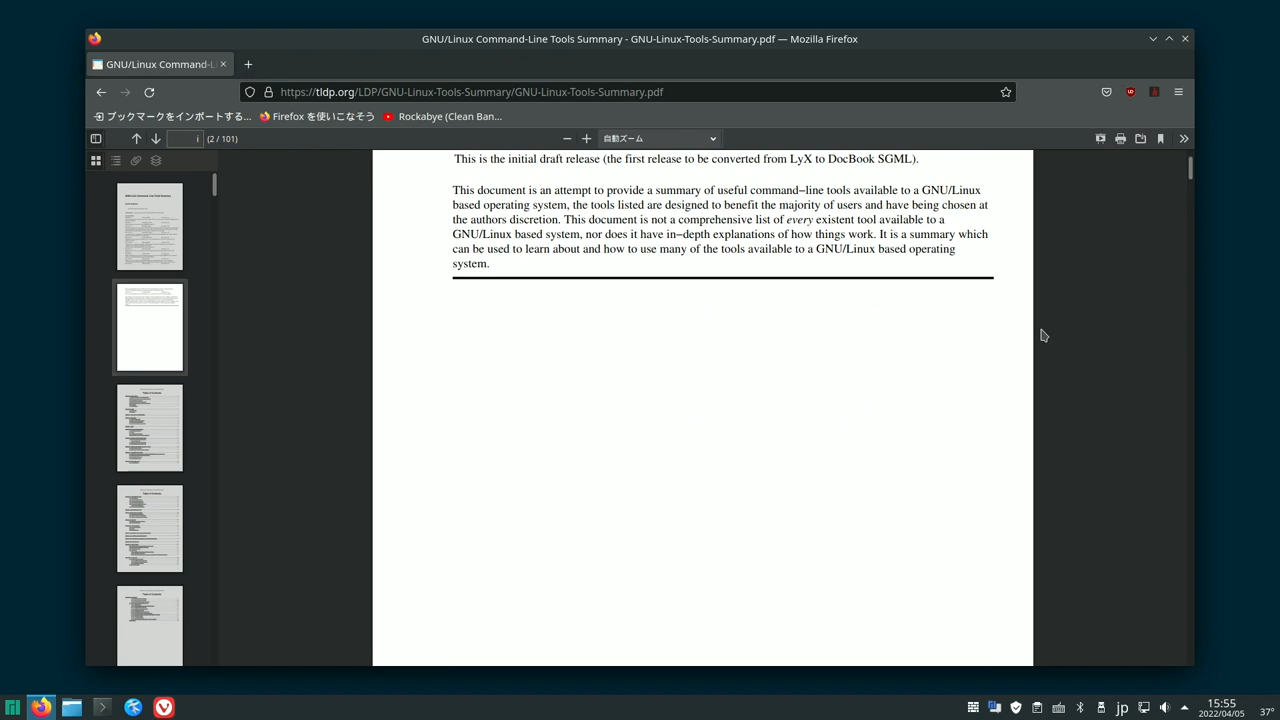 GNU/Linux Command-Line Tools Summary - GNU-Linux-Tools-Summary.pdf — Mozilla Firefox
GNU/Linux Command-Li
https://tldp.org/LDP/GNU-Linux-Tools-Summary/GNU-Linux-Tools-Summary.pdf
ブックマークをインポートする...
Firefox を使いこなそう
Rockabye (Clean Ban...
i (2 / 101)
自動ズーム
This is the initial draft release (the first release to be converted from LyX to DocBook SGML).
This document is an attempt to provide a summary of useful command−line tools available to a GNU/Linux
based operating system, the tools listed are designed to benefit the majority of users and have being chosen at
the authors discretion. This document is not a comprehensive list of every existent tool available to a
GNU/Linux based system, nor does it have in−depth explanations of how things work. It is a summary which
can be used to learn about and how to use many of the tools available to a GNU/Linux based operating
system.
jp
15:55
2022/04/05
37°